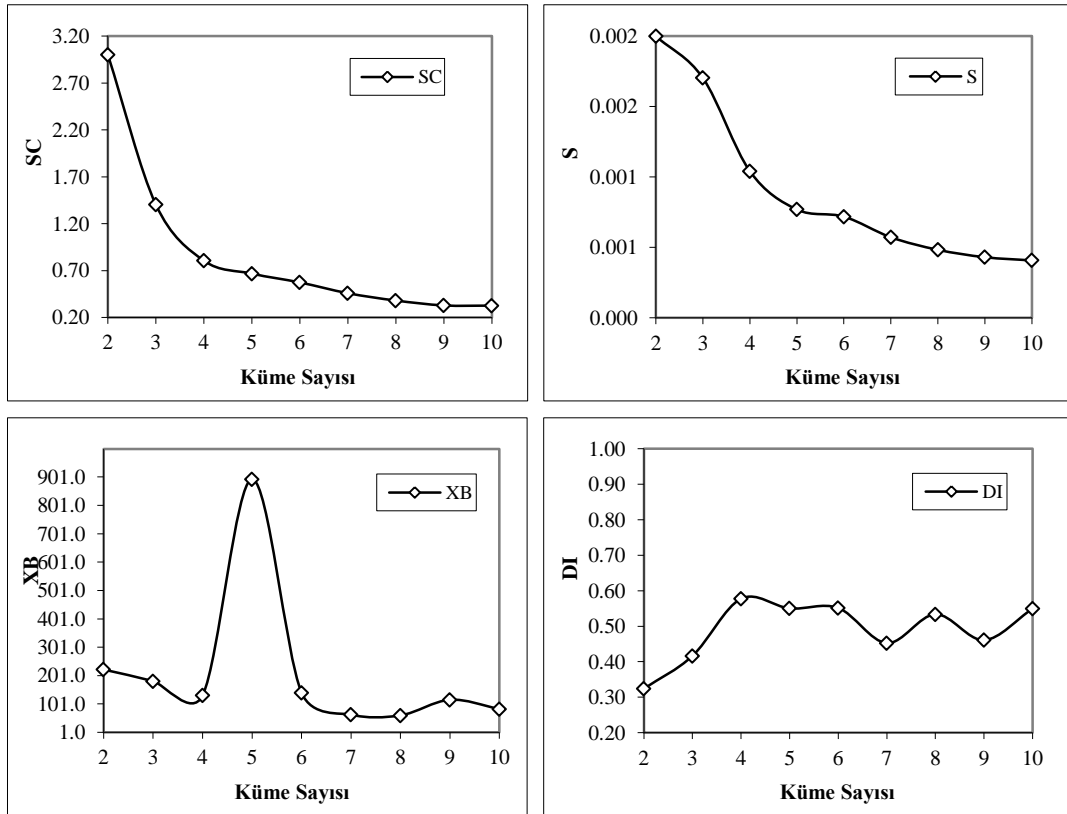 3.20
2.70
2.20
1.70
1.20
0.70
0.20
SC
SC
2 3 4 5 6 7 8 9 10
Küme Sayısı
0.002
0.002
0.001
0.001
0.000
S
S
2 3 4 5 6 7 8 9 10
Küme Sayısı
901.0
801.0
701.0
601.0
501.0
401.0
301.0
201.0
101.0
1.0
XB
XB
2 3 4 5 6 7 8 9 10
Küme Sayısı
1.00
0.90
0.80
0.70
0.60
0.50
0.40
0.30
0.20
DI
DI
2 3 4 5 6 7 8 9 10
Küme Sayısı